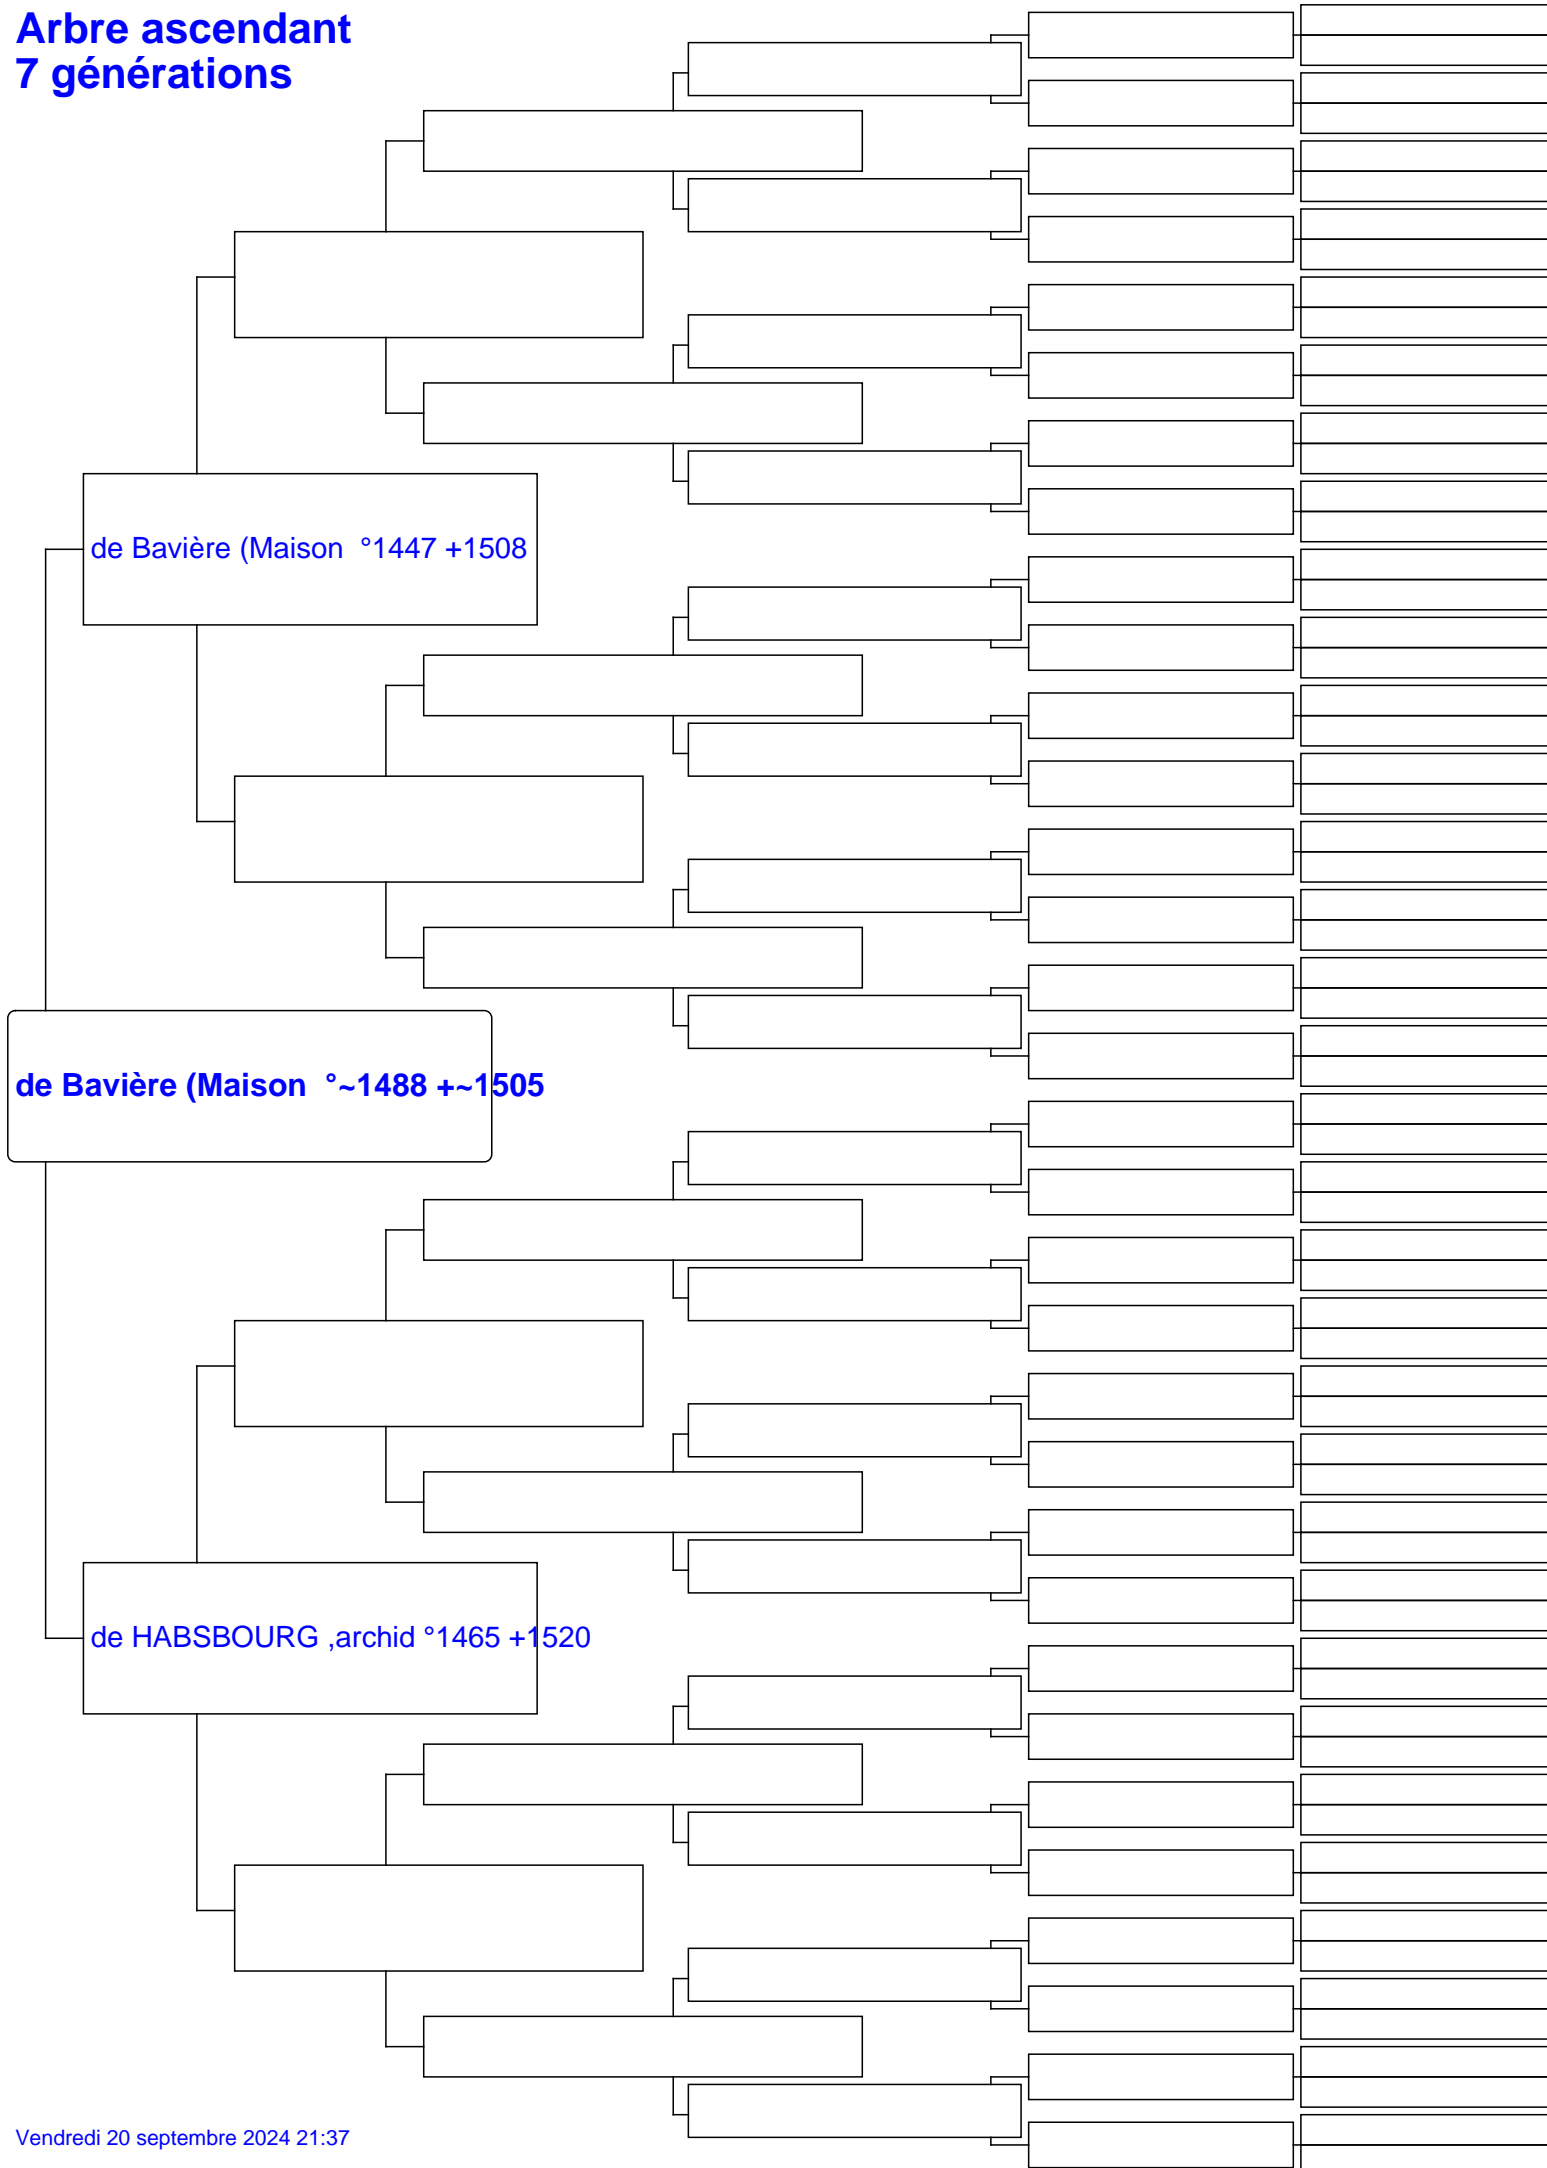 Arbre ascendant
7 générations
de Bavière (Maison  °1447 +1508
de Bavière (Maison  °~1488 +~1505
de HABSBOURG ,archid °1465 +1520
Vendredi 20 septembre 2024 21:37